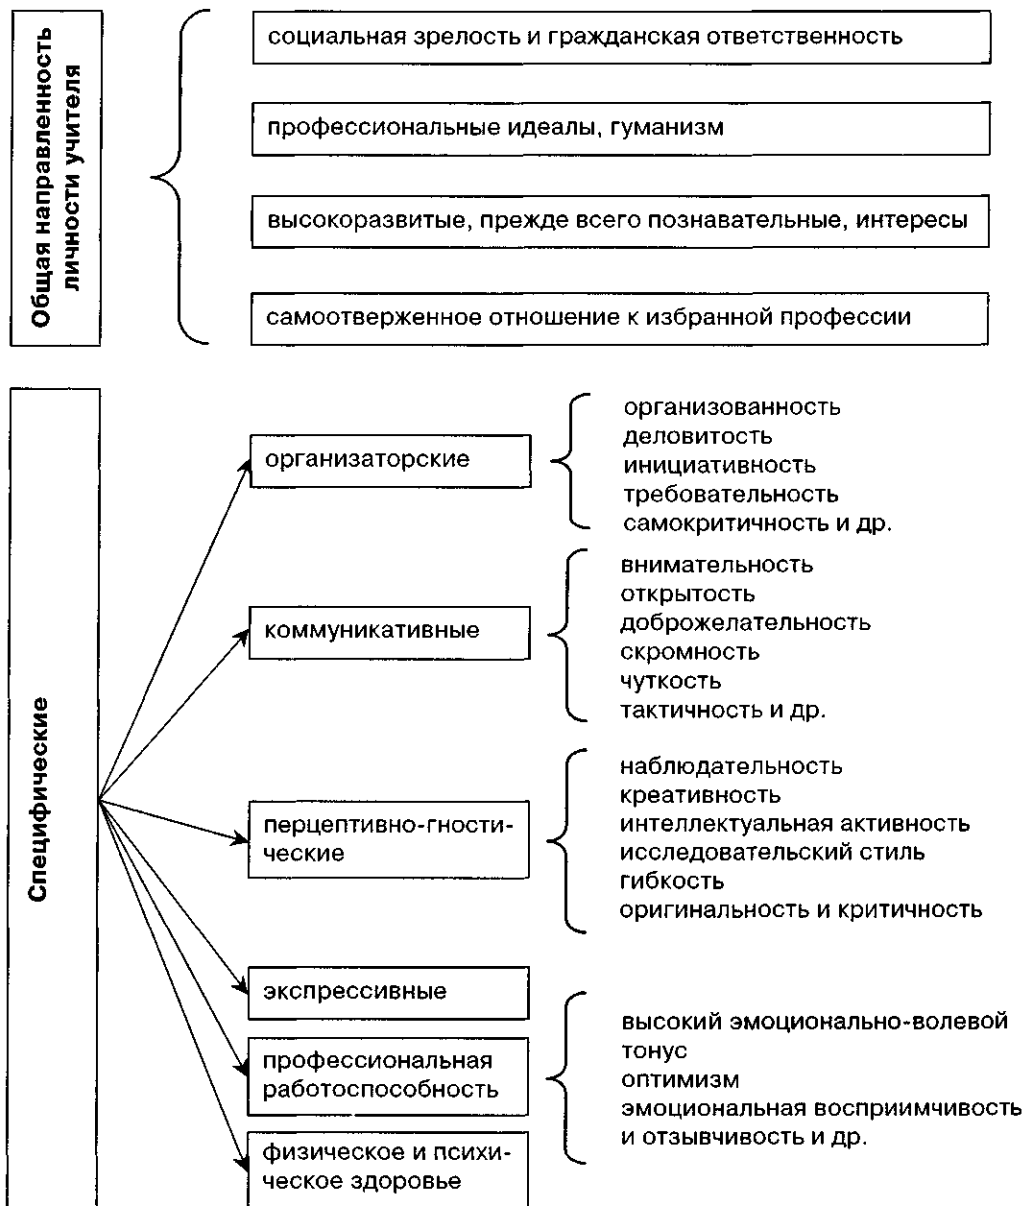 Общая направленность
личности учителя
социальная зрелость и гражданская ответственность
профессиональные идеалы, гуманизм
высокоразвитые, прежде всего познавательные, интересы
самоотверженное отношение к избранной профессии
Специфические
организаторские
организованность
деловитость
инициативность
требовательность
самокритичность и др.
коммуникативные
внимательность
открытость
доброжелательность
скромность
чуткость
тактичность и др.
перцептивно-гности-
ческие
наблюдательность
креативность
интеллектуальная активность
исследовательский стиль
гибкость
оригинальность и критичность
экспрессивные
профессиональная
работоспособность
физическое и психи-
ческое здоровье
высокий эмоционально-волевой
тонус
оптимизм
эмоциональная восприимчивость
и отзывчивость и др.